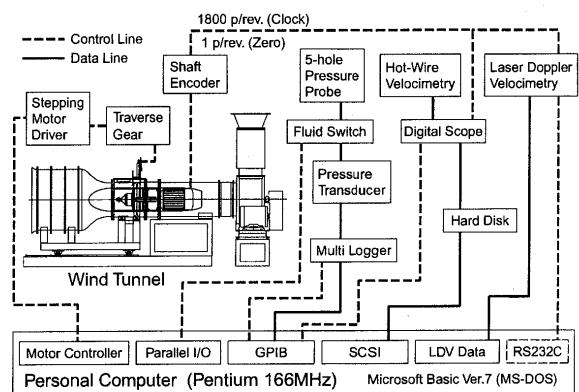 1800 p/rev. (Clock)
Control Line
Data Line
1 p/rev. (Zero)
Shaft
Encoder
5-hole
Pressure
Probe
Hot-Wire
Velocimetry
Laser Doppler
Velocimetry
Stepping
Motor
Driver
Traverse
Gear
Fluid Switch
Digital Scope
Pressure
Transducer
Hard Disk
Multi Logger
Wind Tunnel
Motor Controller
Parallel I/O
GPIB
SCSI
LDV Data
RS232C
Personal Computer (Pentium 166MHz)
Microsoft Basic Ver.7 (MS-DOS)